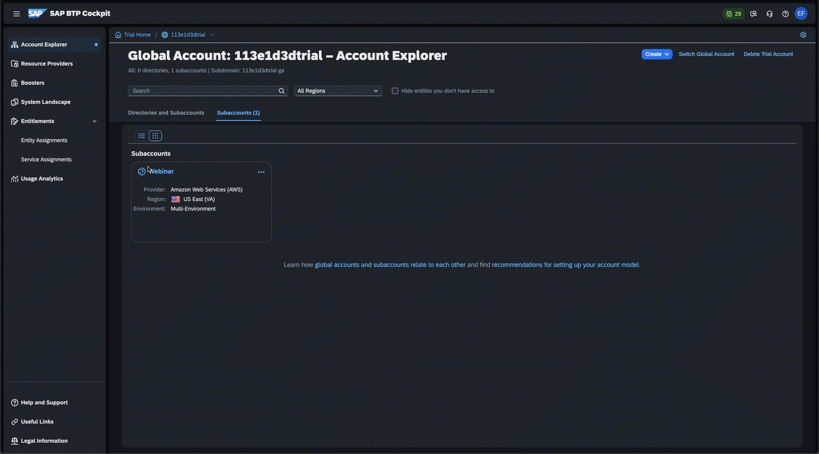 SAP SAP BTP Cockpit
29
EF
Account Explorer
Resource Providers
Boosters
System Landscape
Entitlements
Entity Assignments
Service Assignments
Usage Analytics
Help and Support
Useful Links
Legal Information
Trial Home / 113e1d3dtrial
Global Account: 113e1d3dtrial – Account Explorer
Create
Switch Global Account
Delete Trial Account
All: 0 directories, 1 subaccounts | Subdomain: 113e1d3dtrial-ga
Search
All Regions
Hide entities you don't have access to
Directories and Subaccounts
Subaccounts (1)
Subaccounts
Webinar
Provider: Amazon Web Services (AWS)
Region: US East (VA)
Environment: Multi-Environment
Learn how global accounts and subaccounts relate to each other and find recommendations for setting up your account model.